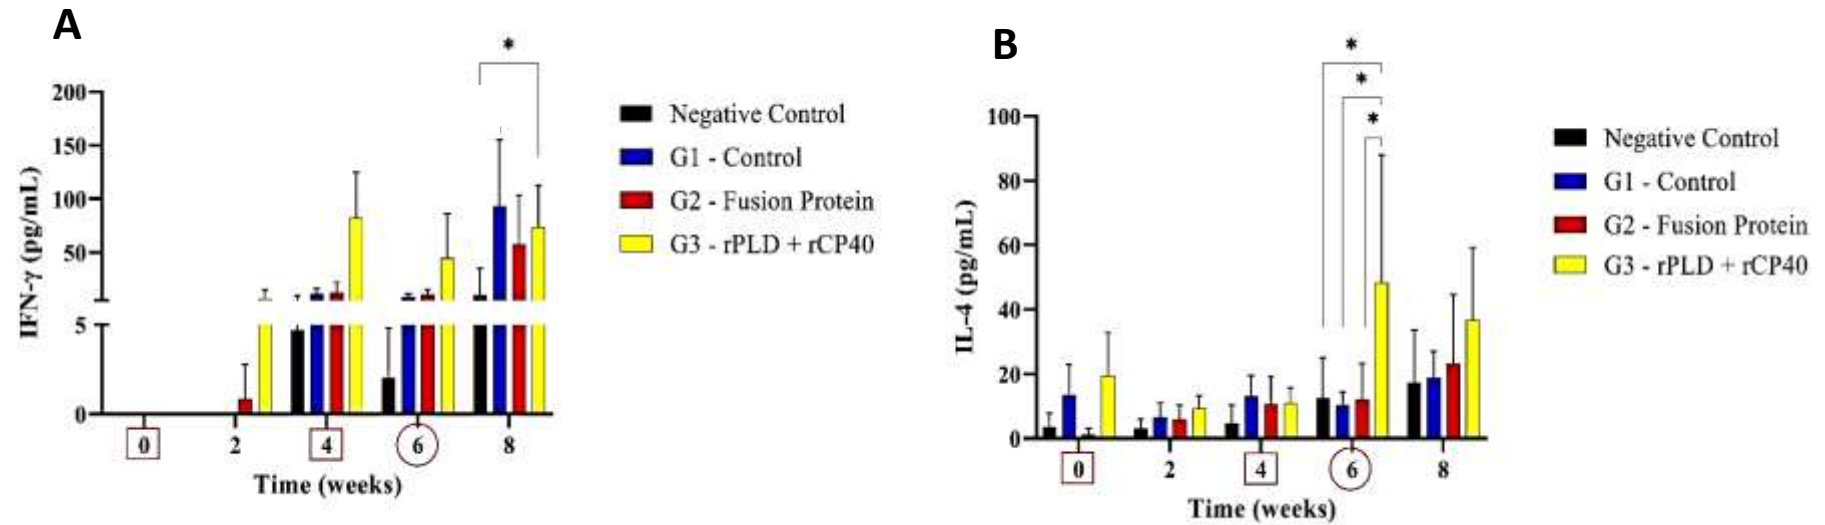 A
*
200
150
100
50
5
0
IFN-γ (pg/mL)
0 2 4 6 8
Time (weeks)
Negative Control
G1 - Control
G2 - Fusion Protein
G3 - rPLD + rCP40
B
*
*
*
100
80
60
40
20
0
IL-4 (pg/mL)
0 2 4 6 8
Time (weeks)
Negative Control
G1 - Control
G2 - Fusion Protein
G3 - rPLD + rCP40